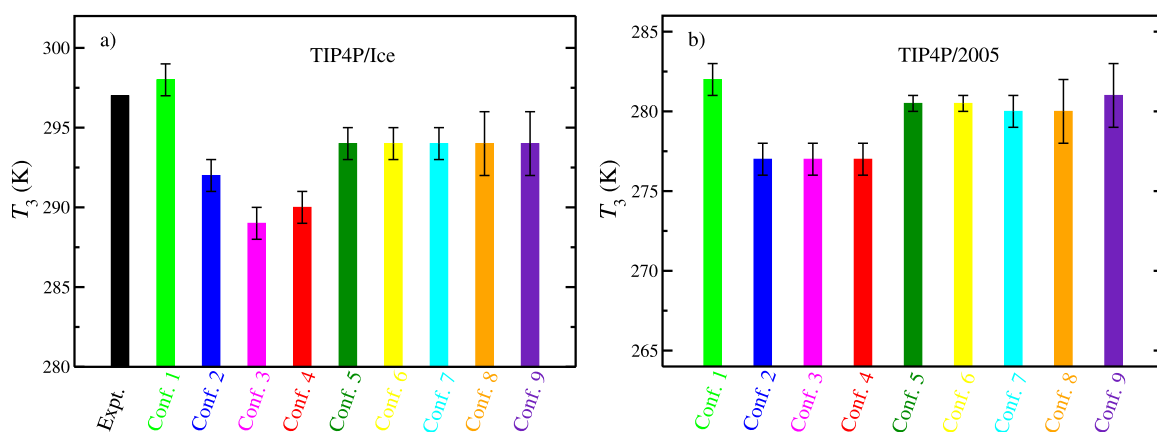 a)
TIP4P/Ice
T3 (K)
300
295
290
285
280
Expt.
Conf. 1
Conf. 2
Conf. 3
Conf. 4
Conf. 5
Conf. 6
Conf. 7
Conf. 8
Conf. 9
b)
TIP4P/2005
T3 (K)
285
280
275
270
265
Conf. 1
Conf. 2
Conf. 3
Conf. 4
Conf. 5
Conf. 6
Conf. 7
Conf. 8
Conf. 9